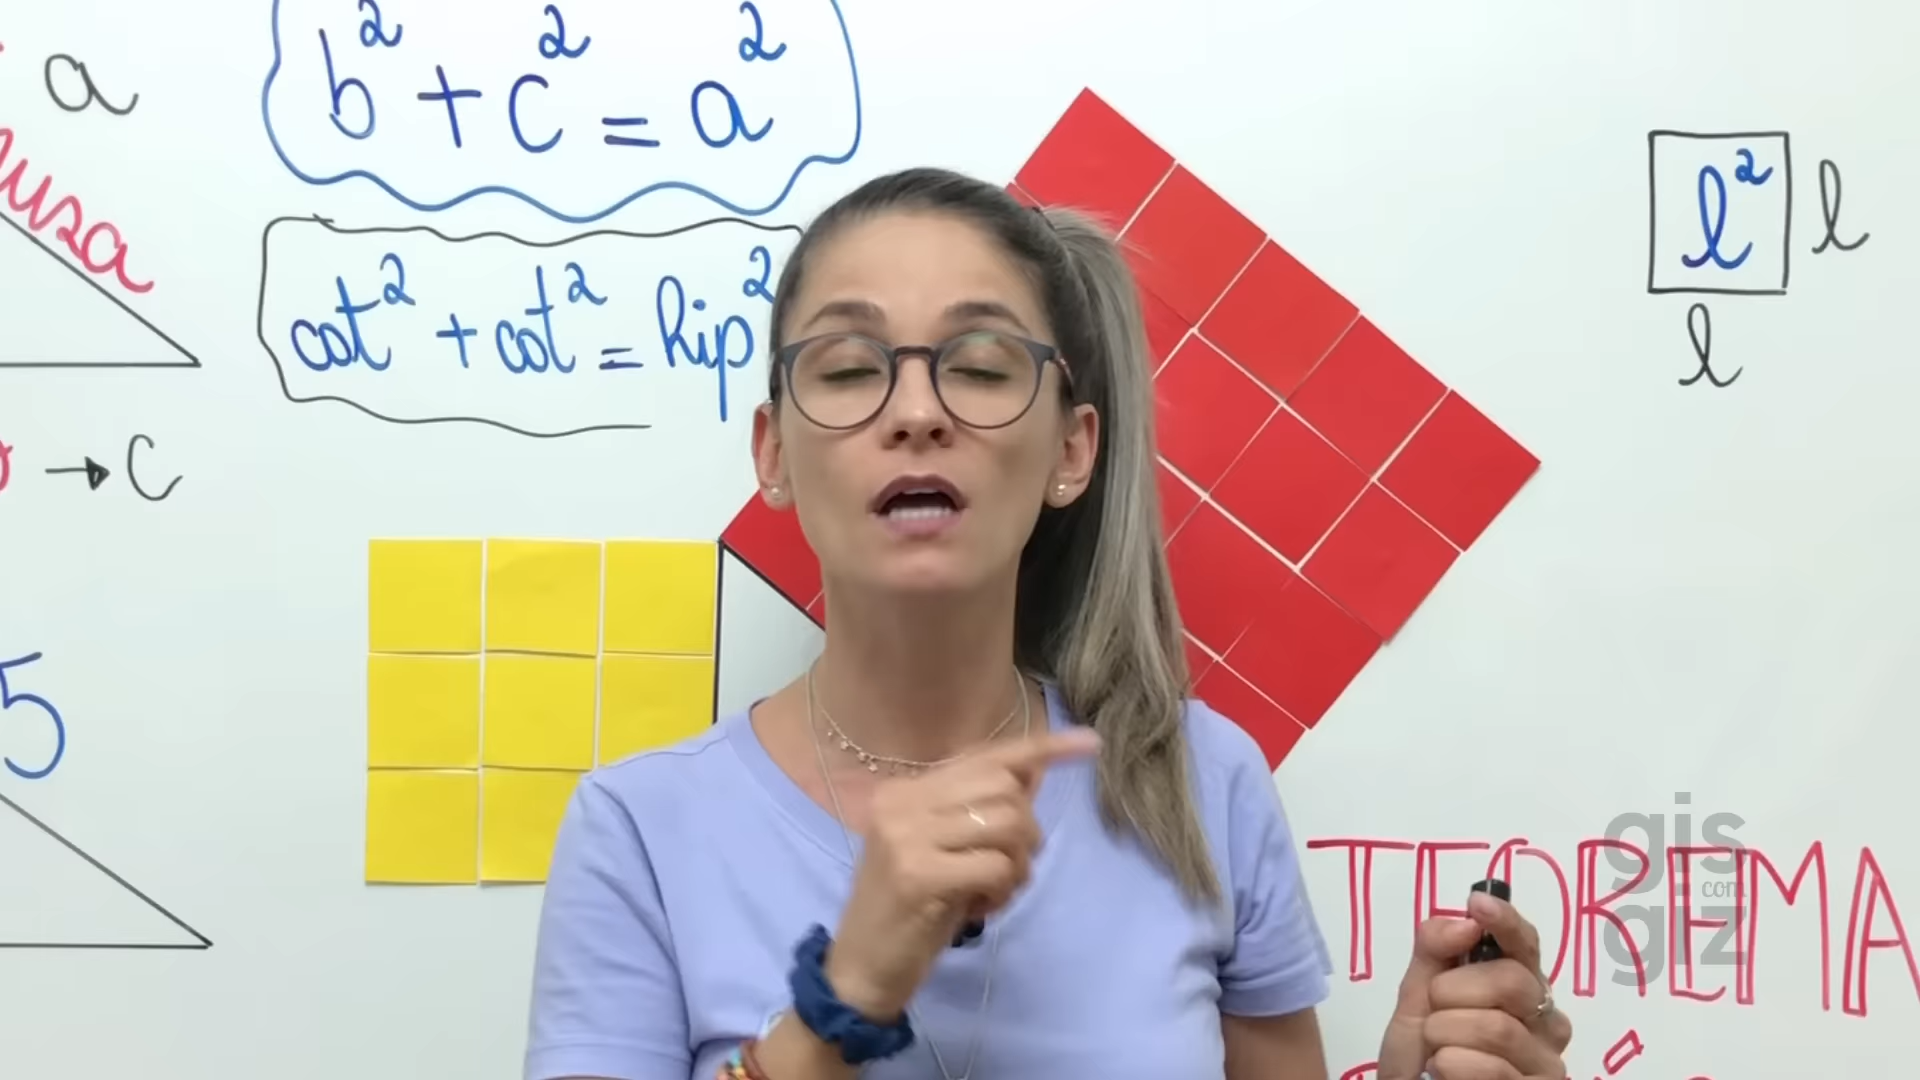 a
b² + c² = a²
cat² + cat² = hip²
l²
l
l
→ c
5
TEOREMA
gis
com
giz